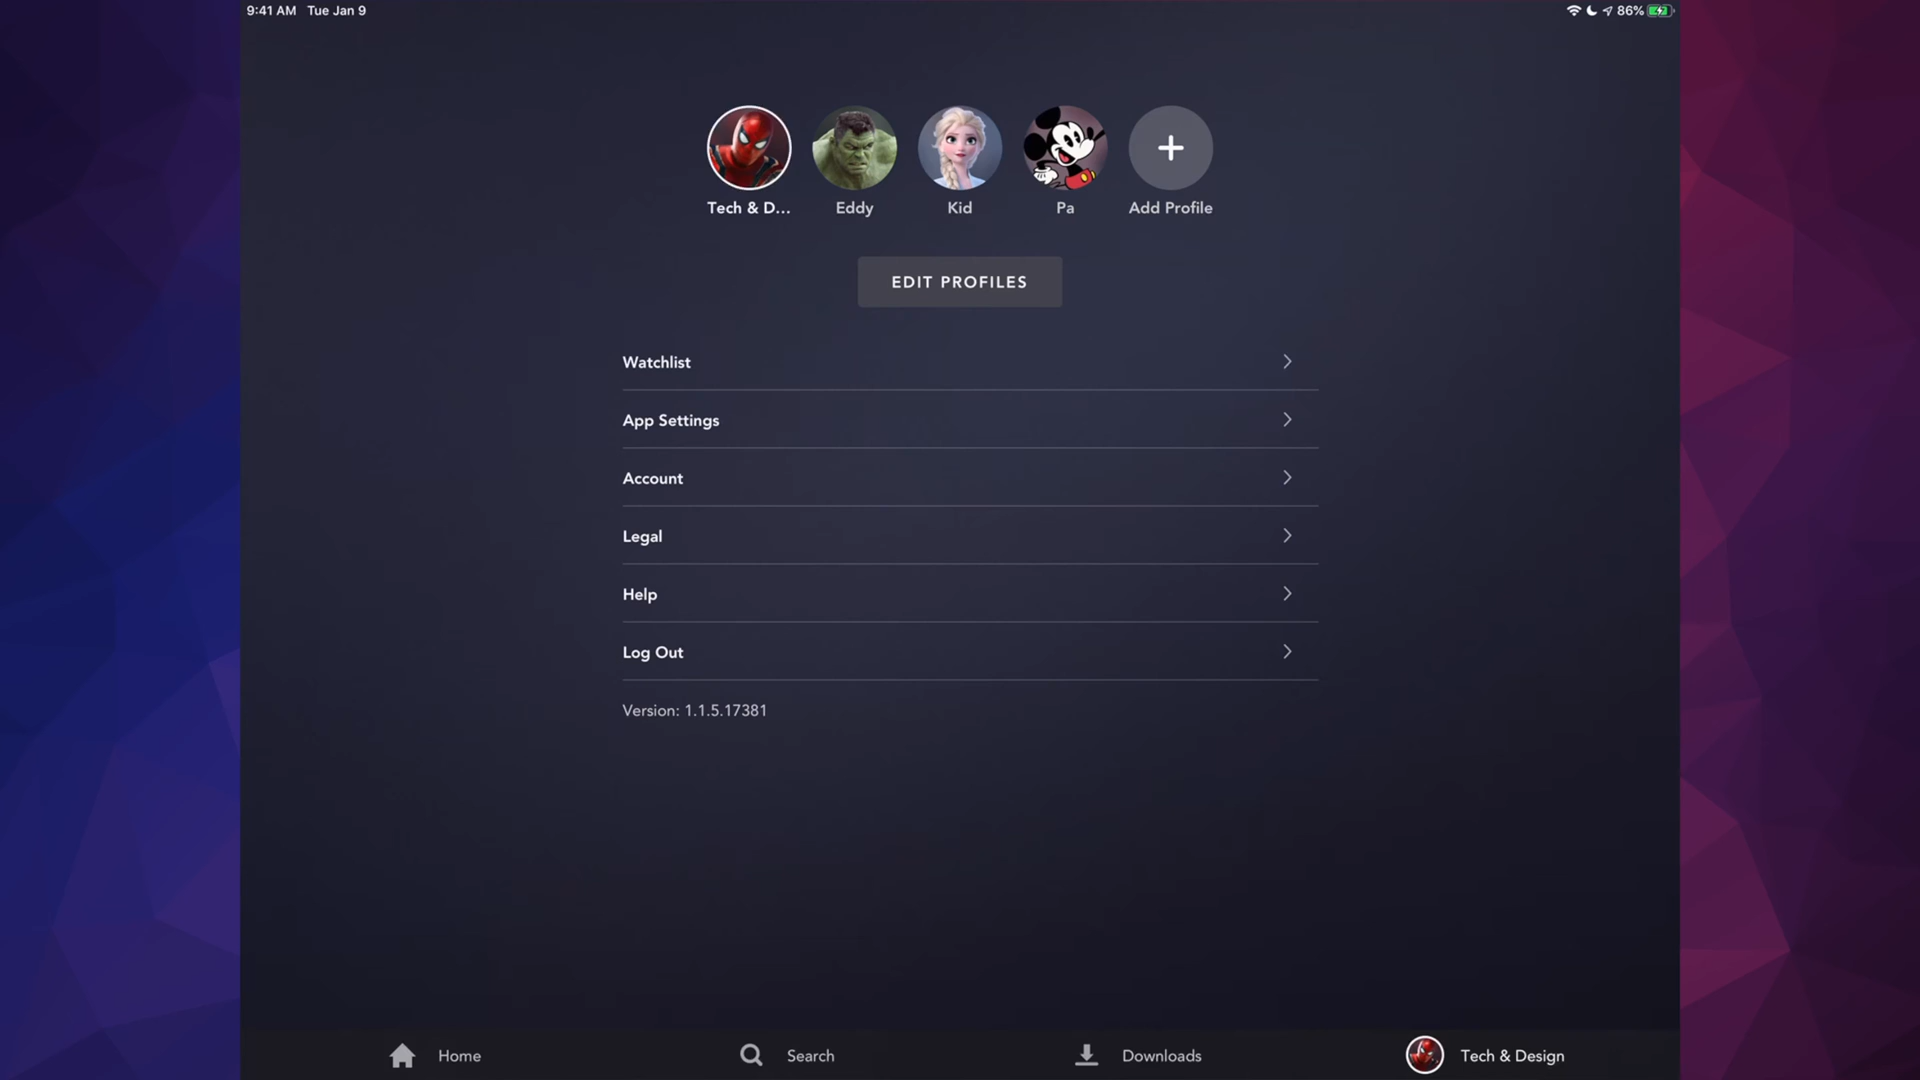 9:41 AM Tue Jan 9
86%
Tech & D...
Eddy
Kid
Pa
Add Profile
EDIT PROFILES
Watchlist
App Settings
Account
Legal
Help
Log Out
Version: 1.1.5.17381
Home
Search
Downloads
Tech & Design